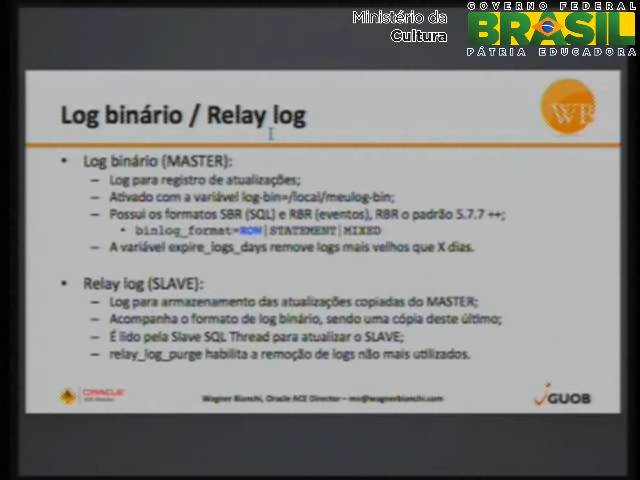 Ministério da
Cultura
GOVERNO FEDERAL
BRASIL
PÁTRIA EDUCADORA
Log binário / Relay log
WB
• Log binário (MASTER):
– Log para registro de atualizações;
– Ativado com a variável log-bin=/local/meulog-bin;
– Possui os formatos SBR (SQL) e RBR (eventos), RBR o padrão 5.7.7 ++;
• binlog_format=ROW|STATEMENT|MIXED
– A variável expire_logs_days remove logs mais velhos que X dias.
• Relay log (SLAVE):
– Log para armazenamento das atualizações copiadas do MASTER;
– Acompanha o formato de log binário, sendo uma cópia deste último;
– É lido pela Slave SQL Thread para atualizar o SLAVE;
– relay_log_purge habilita a remoção de logs não mais utilizados.
ORACLE
Wagner Bianchi, Oracle ACE Director – me@wagnerbianchi.com
GUOB